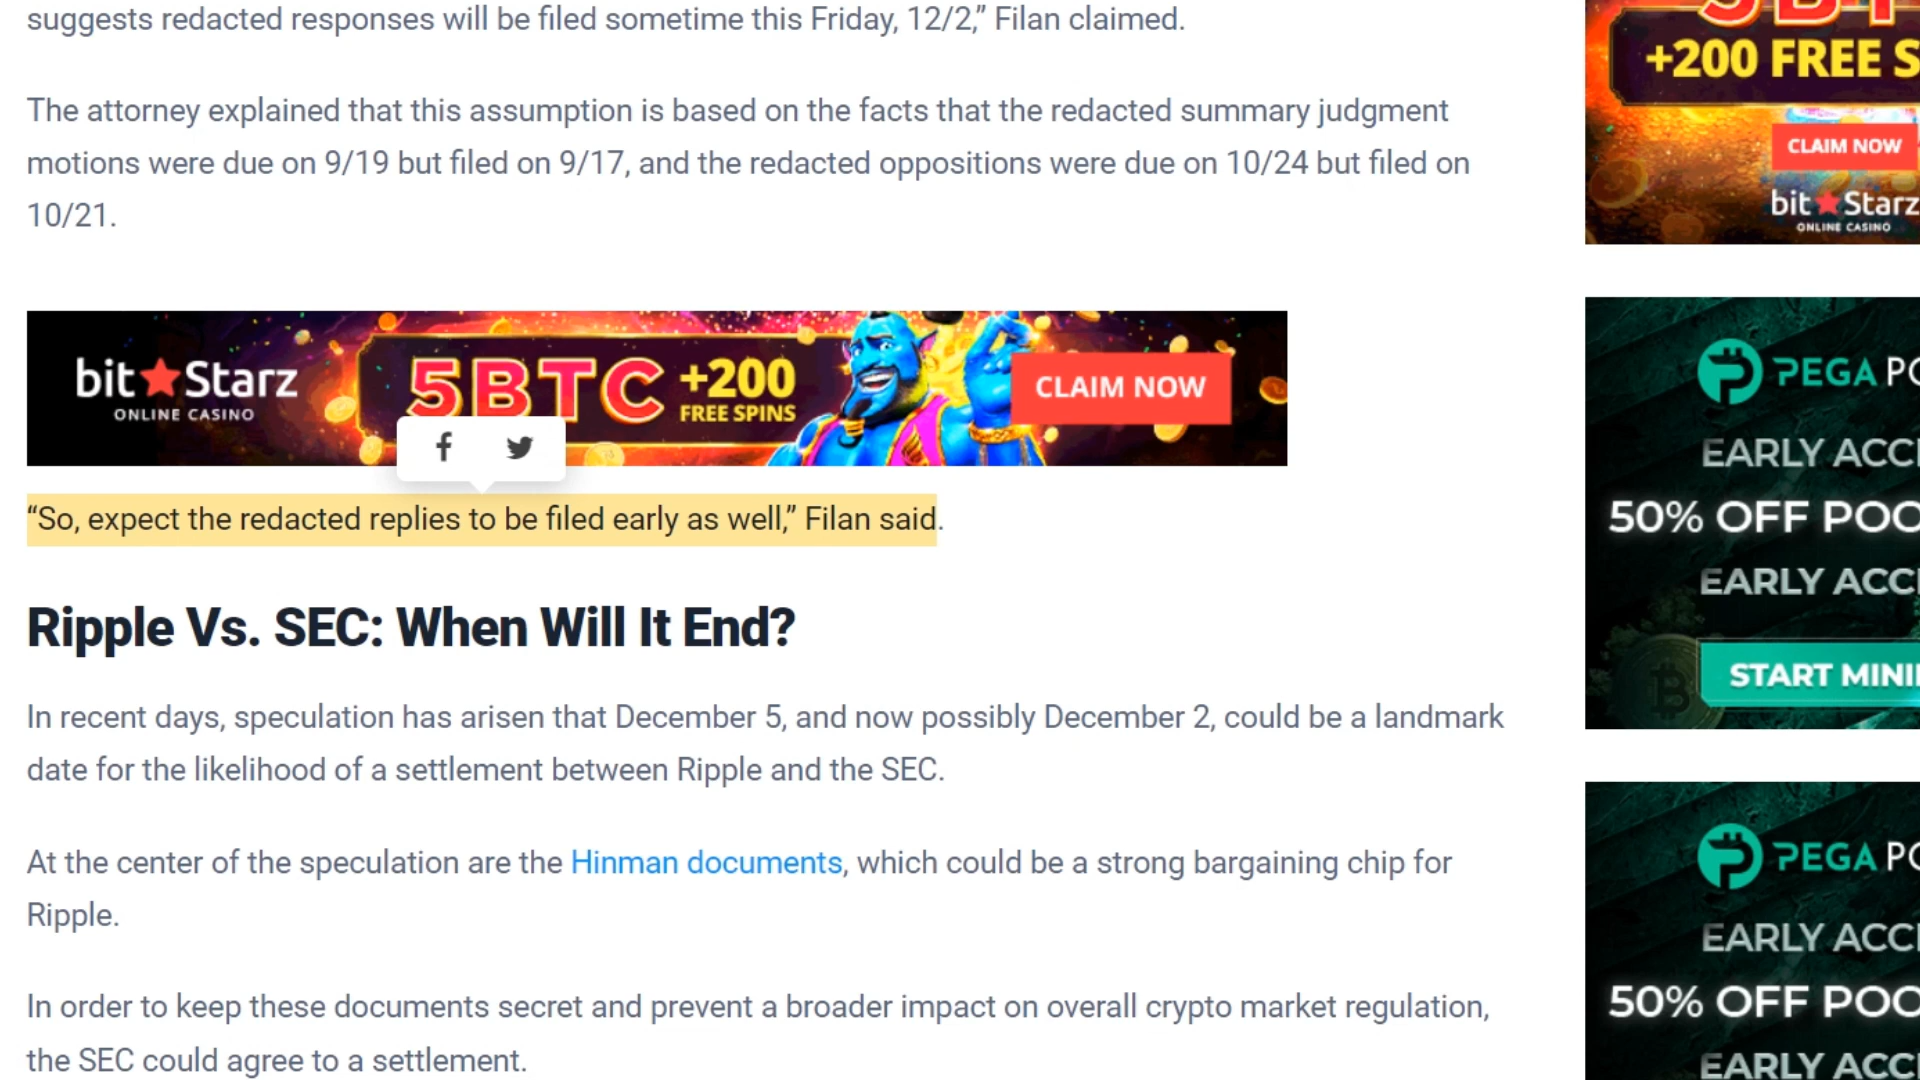 suggests redacted responses will be filed sometime this Friday, 12/2,” Filan claimed.
The attorney explained that this assumption is based on the facts that the redacted summary judgment
motions were due on 9/19 but filed on 9/17, and the redacted oppositions were due on 10/24 but filed on
10/21.
bit Starz
ONLINE CASINO
5BTC
+200
FREE SPINS
CLAIM NOW
“So, expect the redacted replies to be filed early as well,” Filan said.
Ripple Vs. SEC: When Will It End?
In recent days, speculation has arisen that December 5, and now possibly December 2, could be a landmark
date for the likelihood of a settlement between Ripple and the SEC.
At the center of the speculation are the Hinman documents, which could be a strong bargaining chip for
Ripple.
In order to keep these documents secret and prevent a broader impact on overall crypto market regulation,
the SEC could agree to a settlement.
5BT
+200 FREE S
CLAIM NOW
bit Starz
ONLINE CASINO
PEGA PO
EARLY ACC
50% OFF POO
EARLY ACC
START MINI
PEGA PO
EARLY ACC
50% OFF POO
EARLY ACC